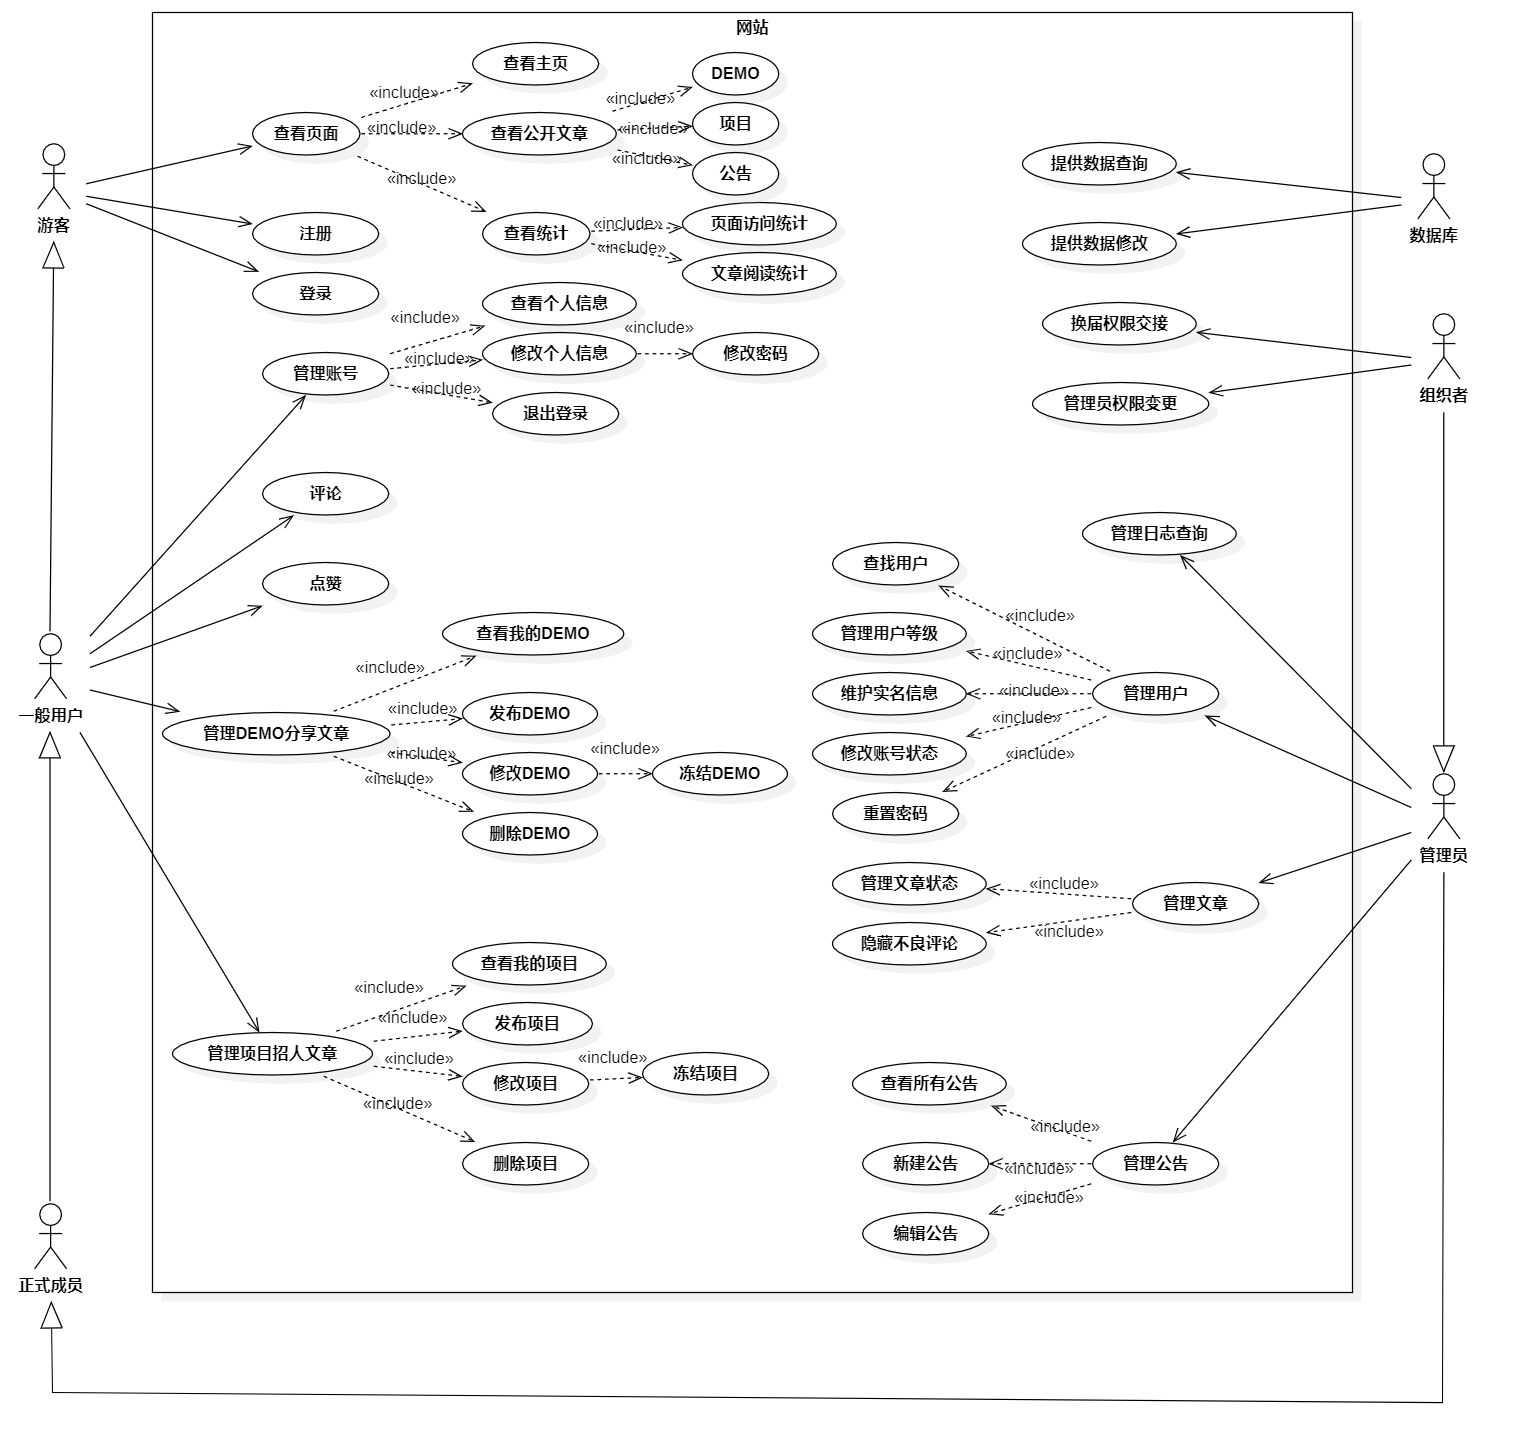 网站
查看主页
DEMO
«include»
«include»
查看页面
«include»
查看公开文章
«include»
项目
«include»
公告
«include»
提供数据查询
游客
数据库
注册
查看统计
«include»
页面访问统计
«include»
文章阅读统计
提供数据修改
登录
查看个人信息
«include»
修改个人信息
«include»
修改密码
«include»
管理账号
«include»
退出登录
换届权限交接
组织者
管理员权限变更
评论
点赞
管理日志查询
查找用户
«include»
管理用户等级
«include»
维护实名信息
«include»
管理用户
修改账号状态
«include»
«include»
重置密码
一般用户
查看我的DEMO
«include»
发布DEMO
«include»
管理DEMO分享文章
«include»
修改DEMO
«include»
冻结DEMO
«include»
删除DEMO
管理员
管理文章状态
«include»
管理文章
隐藏不良评论
«include»
查看我的项目
«include»
发布项目
«include»
管理项目招人文章
«include»
修改项目
«include»
冻结项目
«include»
删除项目
查看所有公告
«include»
新建公告
«include»
管理公告
«include»
编辑公告
正式成员